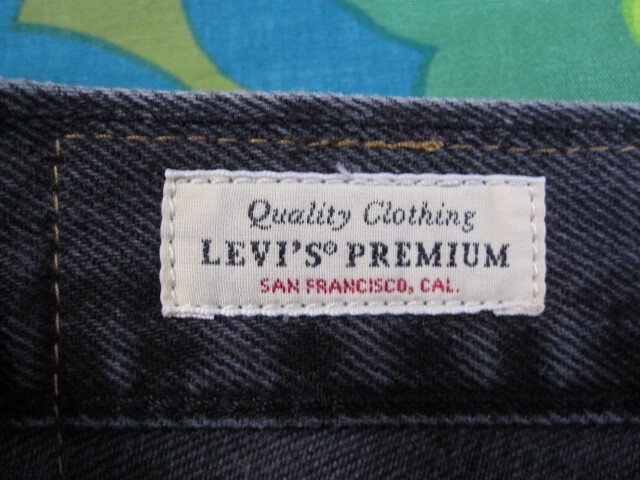 Quality Clothing
LEVI'S® PREMIUM
SAN FRANCISCO, CAL.